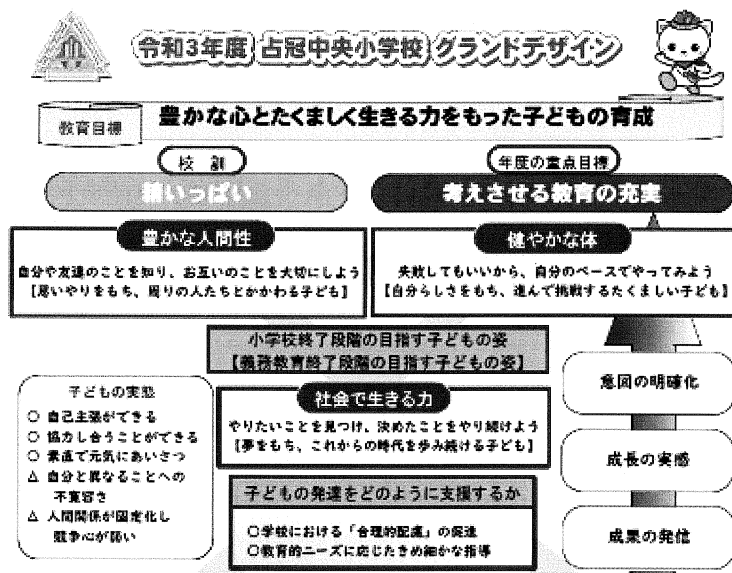 令和3年度 占冠中央小学校 グランドデザイン
教育目標
豊かな心とたくましく生きる力をもった子どもの育成
校訓
精いっぱい
年度の重点目標
考えさせる教育の充実
豊かな人間性
自分や友達のことを知り、お互いのことを大切にしよう
【思いやりをもち、周りの人たちとかかわる子ども】
健やかな体
失敗してもいいから、自分のペースでやってみよう
【自分らしさをもち、進んで挑戦するたくましい子ども】
小学校終了段階の目指す子どもの姿
【義務教育終了段階の目指す子どもの姿】
社会で生きる力
やりたいことを見つけ、決めたことをやり続けよう
【夢をもち、これからの時代を歩み続ける子ども】
子どもの実態
○ 自己主張ができる
○ 協力し合うことができる
○ 素直で元気にあいさつ
△ 自分と異なることへの
不寛容さ
△ 人間関係が固定化し
競争心が弱い
子どもの発達をどのように支援するか
○学校における「合理的配慮」の促進
○教育的ニーズに応じたきめ細かな指導
意図の明確化
成長の実感
成果の発信